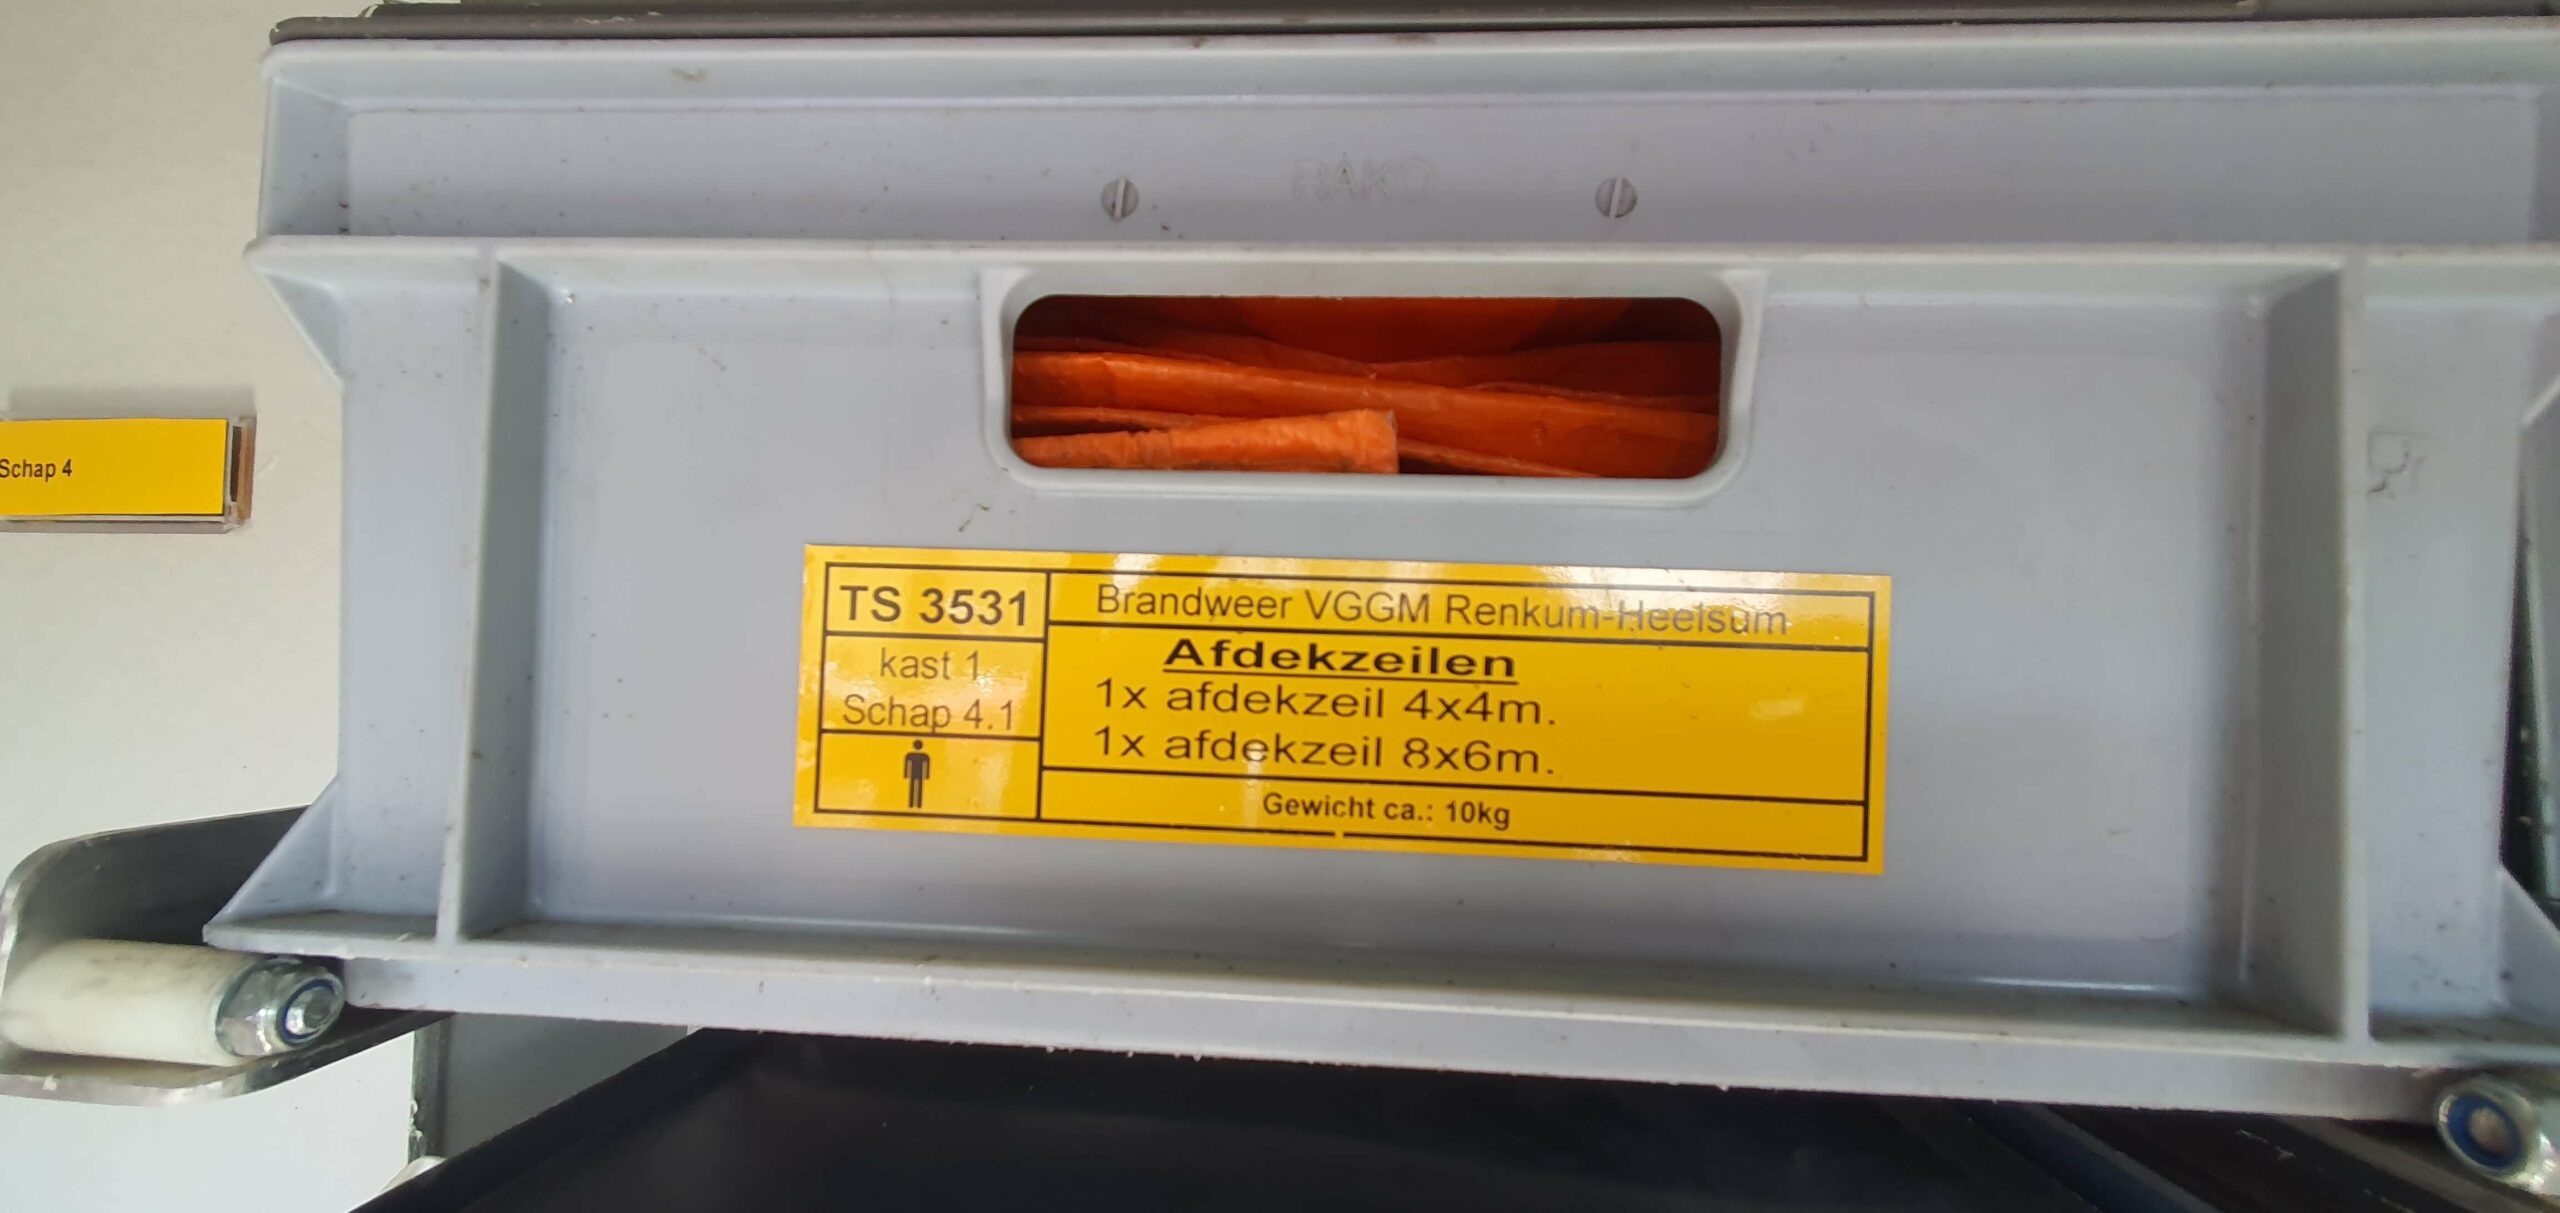 RAKO
Schap 4
TS 3531
kast 1
Schap 4.1
Brandweer VGGM Renkum-Heelsum
Afdekzeilen
1x afdekzeil 4x4m.
1x afdekzeil 8x6m.
Gewicht ca.: 10kg